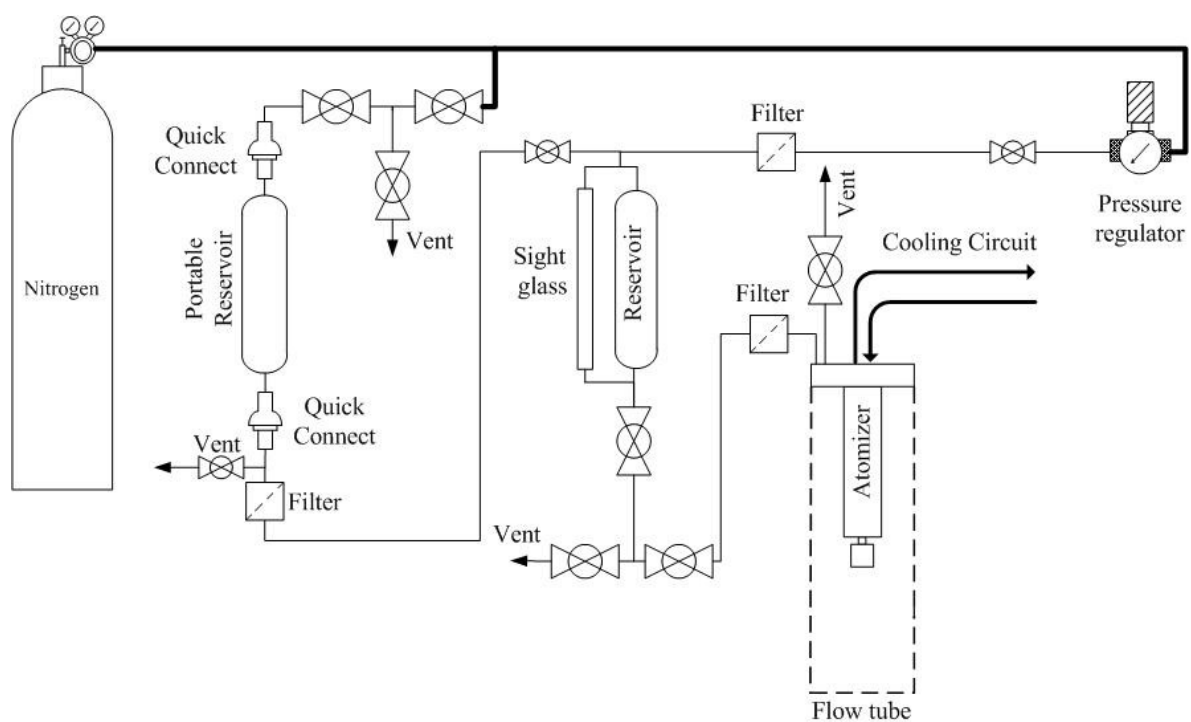 Quick
Connect
Filter
Vent
Pressure
regulator
Vent
Cooling Circuit
Nitrogen
Portable
Reservoir
Sight
glass
Reservoir
Filter
Quick
Connect
Vent
Filter
Atomizer
Vent
Flow tube